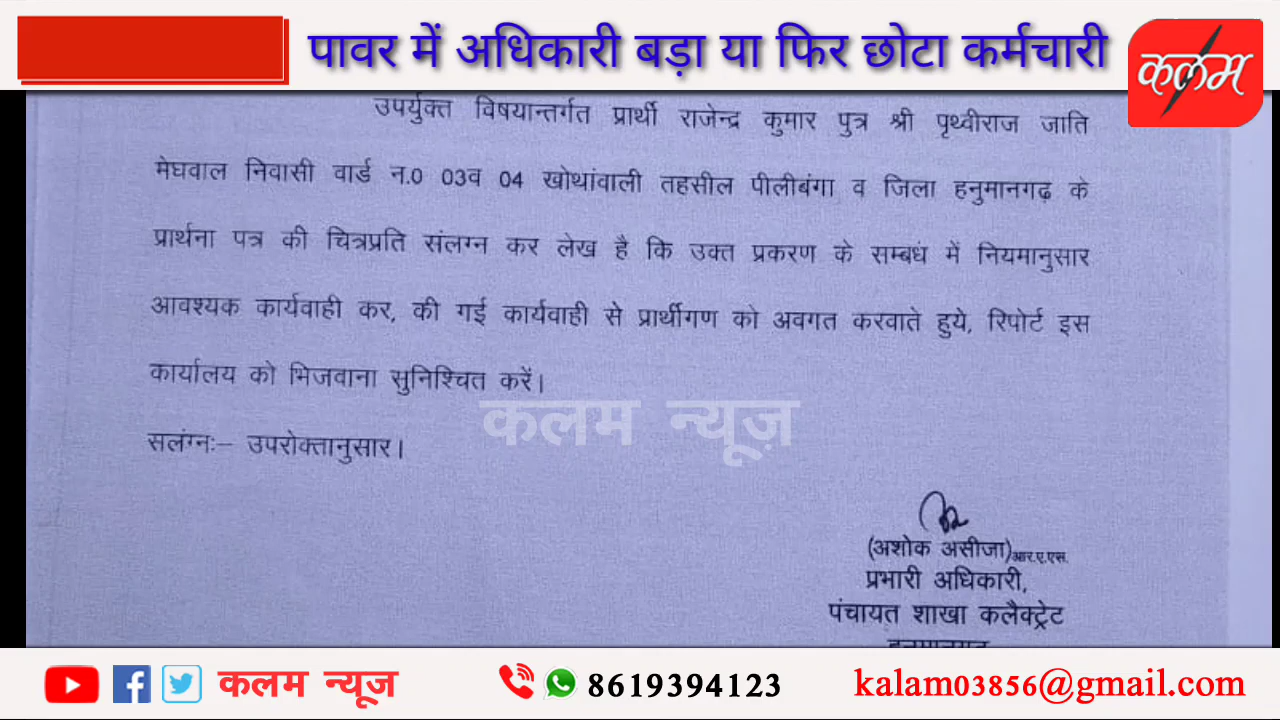 पावर में अधिकारी बड़ा या फिर छोटा कर्मचारी
कलम
उपर्युक्त विषयान्तर्गत प्रार्थी राजेन्द्र कुमार पुत्र श्री पृथ्वीराज जाति
मेघवाल निवासी वार्ड न.0 03व 04 खोथांवाली तहसील पीलीबंगा व जिला हनुमानगढ़ के
प्रार्थना पत्र की चित्रप्रति संलग्न कर लेख है कि उक्त प्रकरण के सम्बधं में नियमानुसार
आवश्यक कार्यवाही कर, की गई कार्यवाही से प्रार्थीगण को अवगत करवाते हुये, रिपोर्ट इस
कार्यालय को भिजवाना सुनिश्चित करें।
कलम न्यूज़
सलंग्नः– उपरोक्तानुसार।
(अशोक असीजा)आर.ए.एस.
प्रभारी अधिकारी,
पंचायत शाखा कलैक्ट्रेट
कलम न्यूज
8619394123
kalam03856@gmail.com